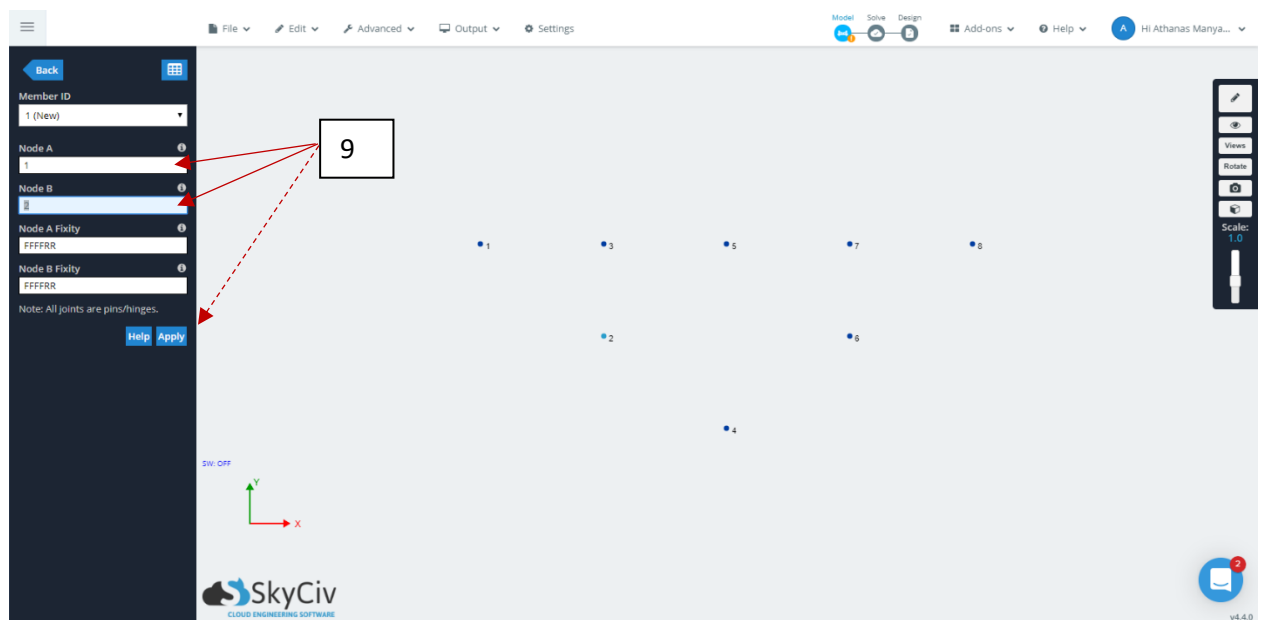 File Edit Advanced Output Settings Model Solve Design Add-ons Help A Hi Athanas Manya...
Back
Member ID
1 (New)
Node A
1
Node B
2
Node A Fixity
FFFFRR
Node B Fixity
FFFFRR
Note: All joints are pins/hinges.
Help Apply
9
1 3 5 7 8
2 6
4
Views
Rotate
Scale:
1.0
SW: OFF
Y
X
SkyCiv
CLOUD ENGINEERING SOFTWARE
2
v4.4.0